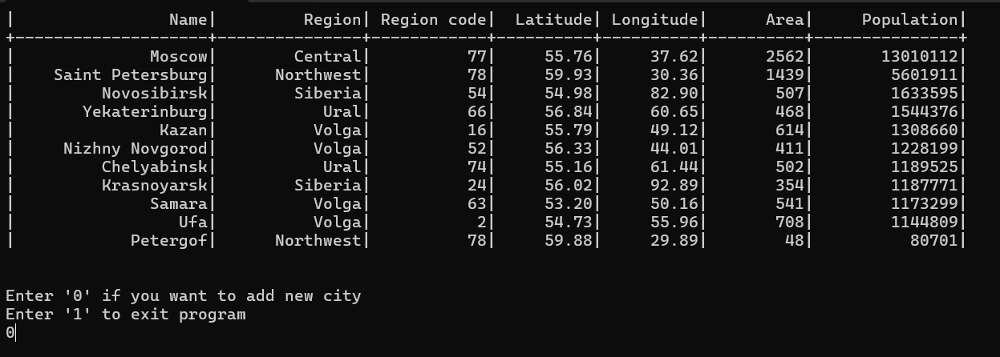 |                 Name|         Region| Region code|  Latitude| Longitude|      Area|     Population|
+---------------------+---------------+------------+----------+----------+----------+---------------+
|               Moscow|        Central|          77|     55.76|     37.62|      2562|       13010112|
|     Saint Petersburg|      Northwest|          78|     59.93|     30.36|      1439|        5601911|
|          Novosibirsk|        Siberia|          54|     54.98|     82.90|       507|        1633595|
|        Yekaterinburg|           Ural|          66|     56.84|     60.65|       468|        1544376|
|                Kazan|          Volga|          16|     55.79|     49.12|       614|        1308660|
|      Nizhny Novgorod|          Volga|          52|     56.33|     44.01|       411|        1228199|
|          Chelyabinsk|           Ural|          74|     55.16|     61.44|       502|        1189525|
|          Krasnoyarsk|        Siberia|          24|     56.02|     92.89|       354|        1187771|
|               Samara|          Volga|          63|     53.20|     50.16|       541|        1173299|
|                  Ufa|          Volga|           2|     54.73|     55.96|       708|        1144809|
|             Petergof|      Northwest|          78|     59.88|     29.89|        48|          80701|
Enter '0' if you want to add new city
Enter '1' to exit program
0